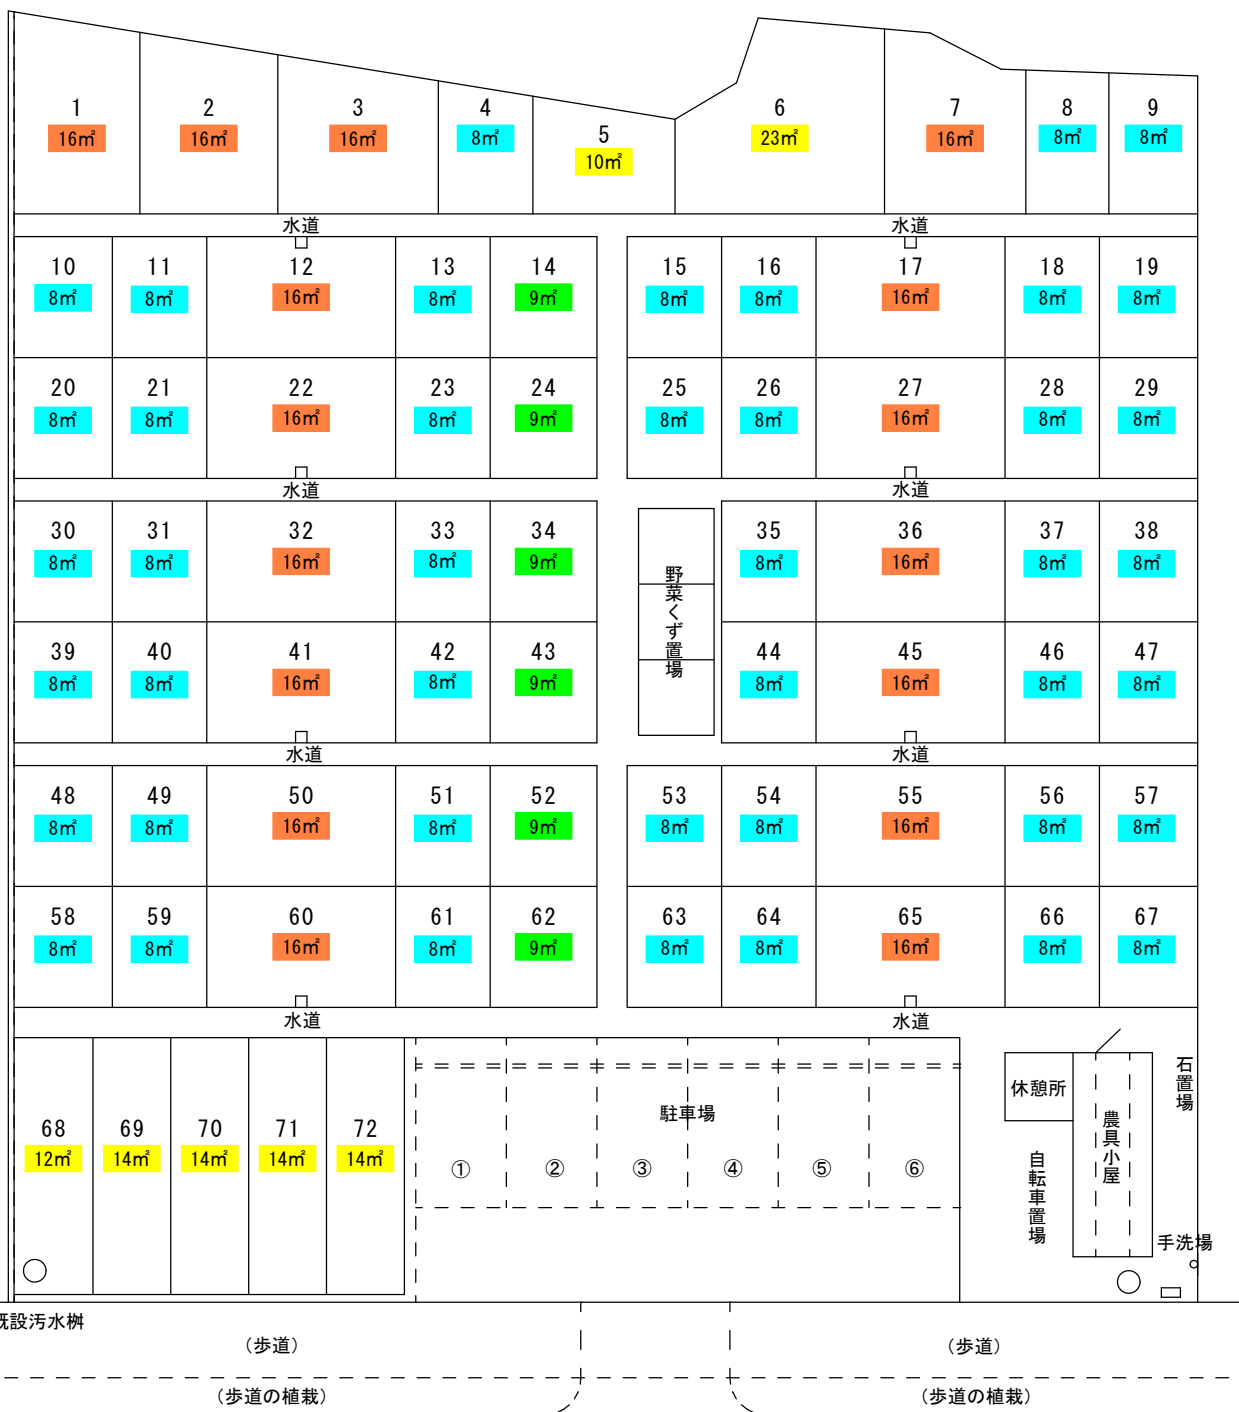 1 2 3 4 5 6 7 8 9
16㎡ 16㎡ 16㎡ 8㎡ 10㎡ 23㎡ 16㎡ 8㎡ 8㎡
水道 水道
10 11 12 13 14 15 16 17 18 19
8㎡ 8㎡ 16㎡ 8㎡ 9㎡ 8㎡ 8㎡ 16㎡ 8㎡ 8㎡
20 21 22 23 24 25 26 27 28 29
8㎡ 8㎡ 16㎡ 8㎡ 9㎡ 8㎡ 8㎡ 16㎡ 8㎡ 8㎡
水道 水道
30 31 32 33 34 35 36 37 38
8㎡ 8㎡ 16㎡ 8㎡ 9㎡ 8㎡ 16㎡ 8㎡ 8㎡
野菜くず置場
39 40 41 42 43 44 45 46 47
8㎡ 8㎡ 16㎡ 8㎡ 9㎡ 8㎡ 16㎡ 8㎡ 8㎡
水道 水道
48 49 50 51 52 53 54 55 56 57
8㎡ 8㎡ 16㎡ 8㎡ 9㎡ 8㎡ 8㎡ 16㎡ 8㎡ 8㎡
58 59 60 61 62 63 64 65 66 67
8㎡ 8㎡ 16㎡ 8㎡ 9㎡ 8㎡ 8㎡ 16㎡ 8㎡ 8㎡
水道 水道
68 69 70 71 72
12㎡ 14㎡ 14㎡ 14㎡ 14㎡
駐車場
① ② ③ ④ ⑤ ⑥
休憩所
農具小屋
石置場
自転車置場
手洗場
既設汚水桝
（歩道） （歩道）
（歩道の植栽） （歩道の植栽）